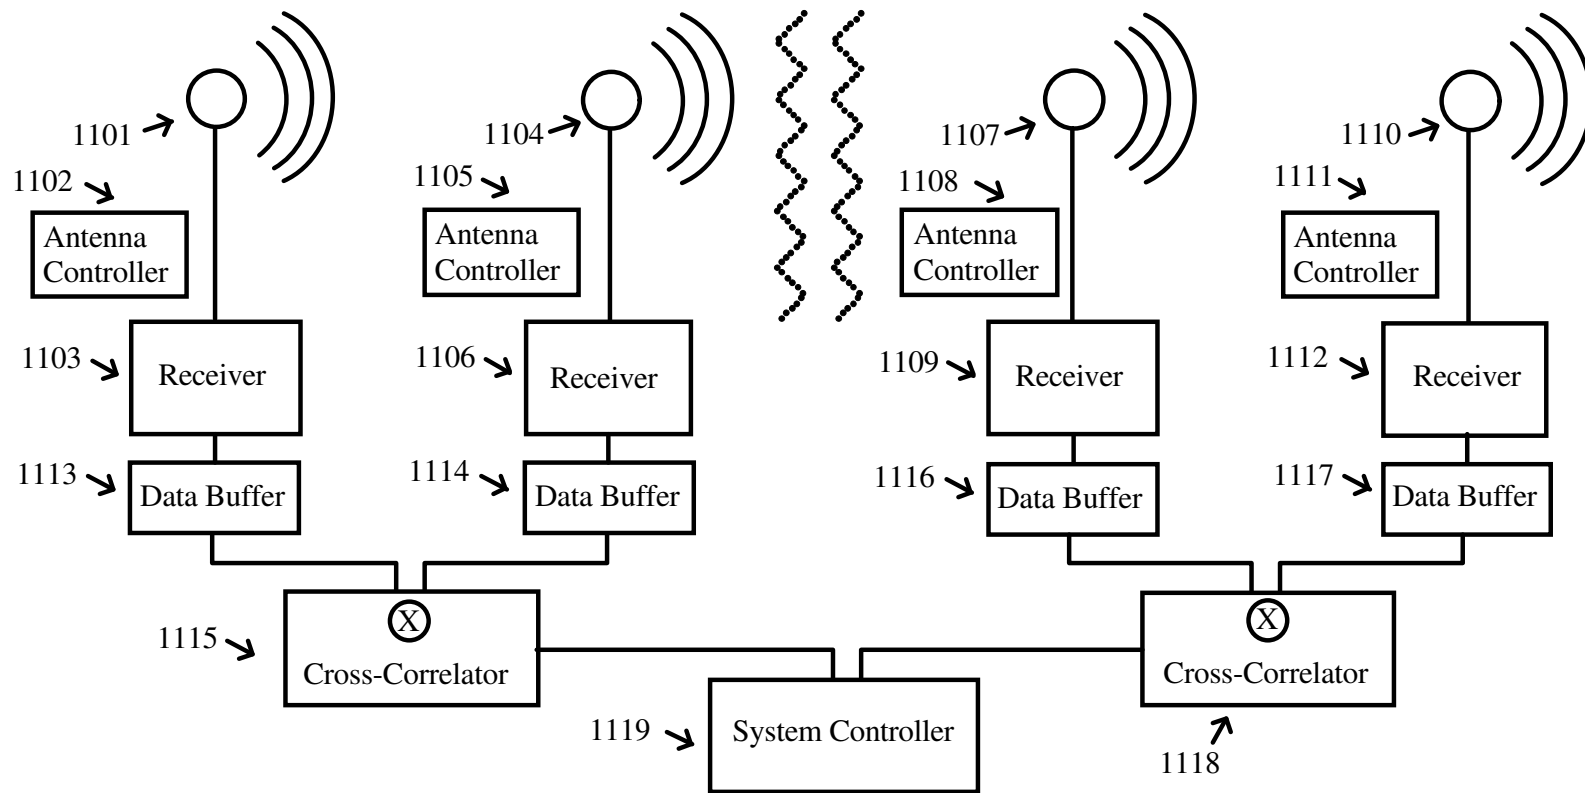 1101
1104
1107
1110
1102
1105
1108
1111
Antenna
Controller
Antenna
Controller
Antenna
Controller
Antenna
Controller
1103
Receiver
1106
Receiver
1109
Receiver
1112
Receiver
1113
Data Buffer
1114
Data Buffer
1116
Data Buffer
1117
Data Buffer
1115
X
Cross-Correlator
X
Cross-Correlator
1119
System Controller
1118